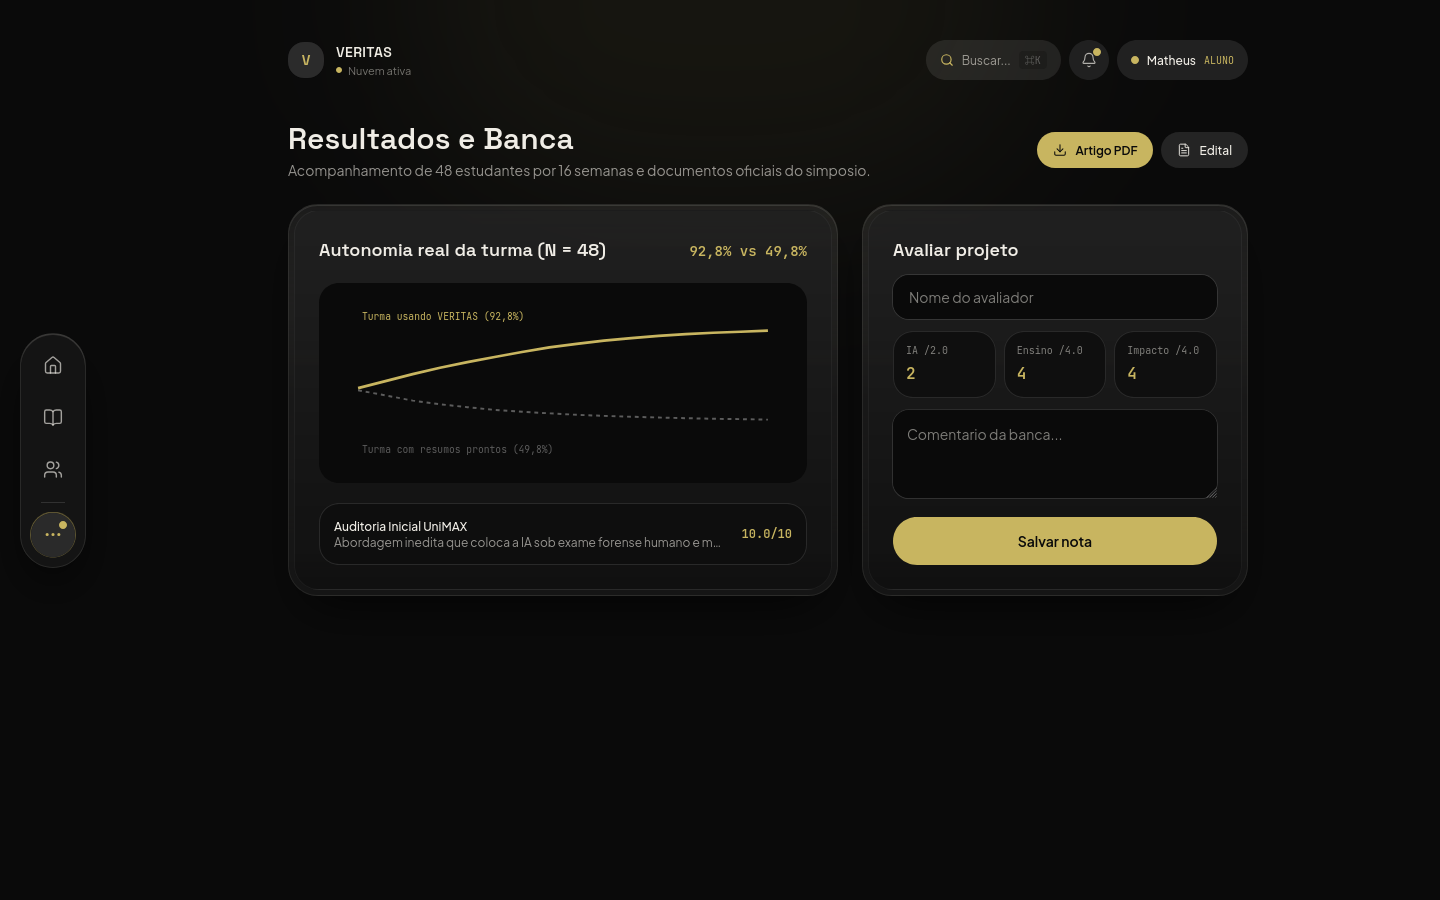 V
VERITAS
Nuvem ativa
Buscar...
⌘K
Matheus ALUNO
Resultados e Banca
Acompanhamento de 48 estudantes por 16 semanas e documentos oficiais do simposio.
Artigo PDF
Edital
Autonomia real da turma (N = 48)
92,8% vs 49,8%
Turma usando VERITAS (92,8%)
Turma com resumos prontos (49,8%)
Auditoria Inicial UniMAX
Abordagem inedita que coloca a IA sob exame forense humano e m...
10.0/10
Avaliar projeto
Nome do avaliador
IA /2.0
2
Ensino /4.0
4
Impacto /4.0
4
Comentario da banca...
Salvar nota